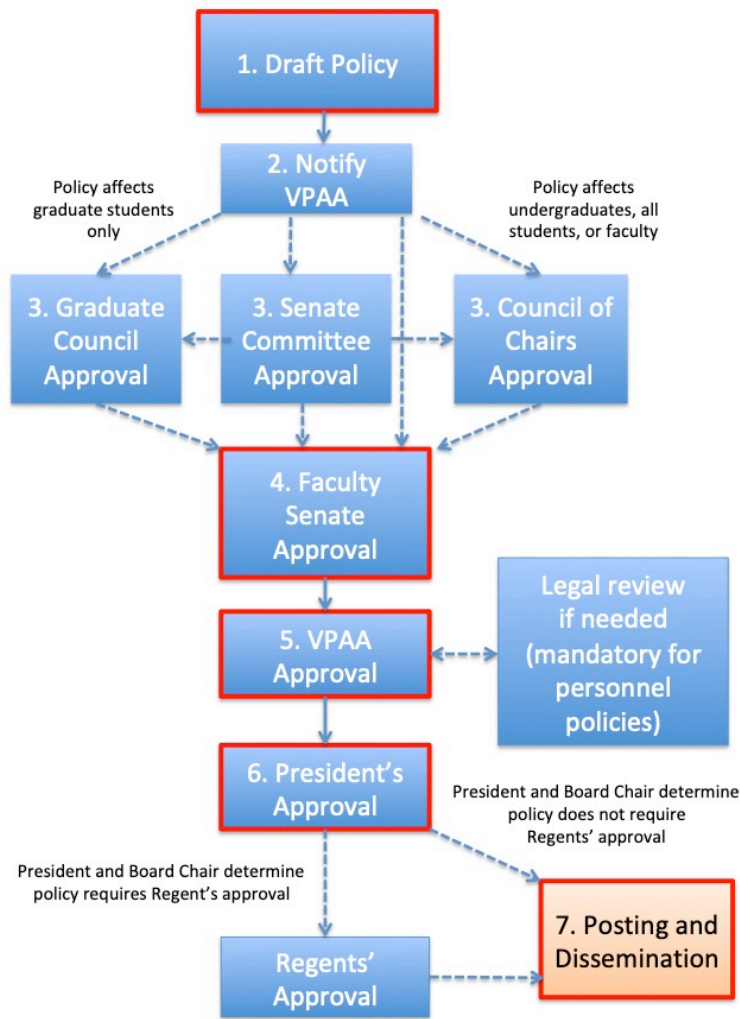 1. Draft Policy
2. Notify
VPAA
Policy affects
graduate students
only
Policy affects
undergraduates, all
students, or faculty
3. Graduate
Council
Approval
3. Senate
Committee
Approval
3. Council of
Chairs
Approval
4. Faculty
Senate
Approval
Legal review
if needed
(mandatory for
personnel
policies)
5. VPAA
Approval
6. President’s
Approval
President and Board Chair determine
policy does not require
Regents’ approval
President and Board Chair determine
policy requires Regent’s approval
7. Posting and
Dissemination
Regents’
Approval